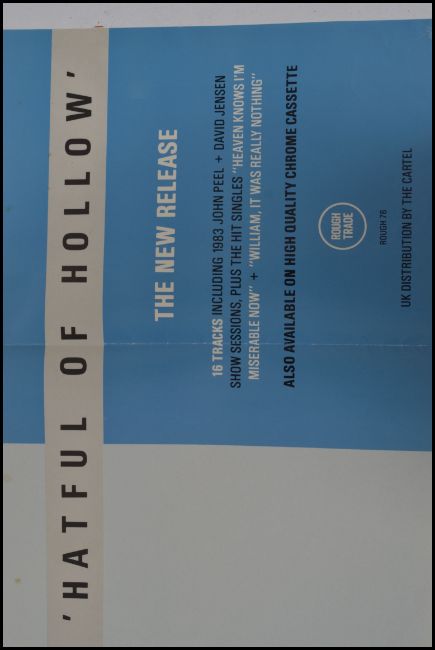 'HATFUL OF HOLLOW'
THE NEW RELEASE
16 TRACKS INCLUDING 1983 JOHN PEEL + DAVID JENSEN
SHOW SESSIONS, PLUS THE HIT SINGLES "HEAVEN KNOWS I'M
MISERABLE NOW" + "WILLIAM, IT WAS REALLY NOTHING"
ALSO AVAILABLE ON HIGH QUALITY CHROME CASSETTE
ROUGH
TRADE
ROUGH 76
UK DISTRIBUTION BY THE CARTEL